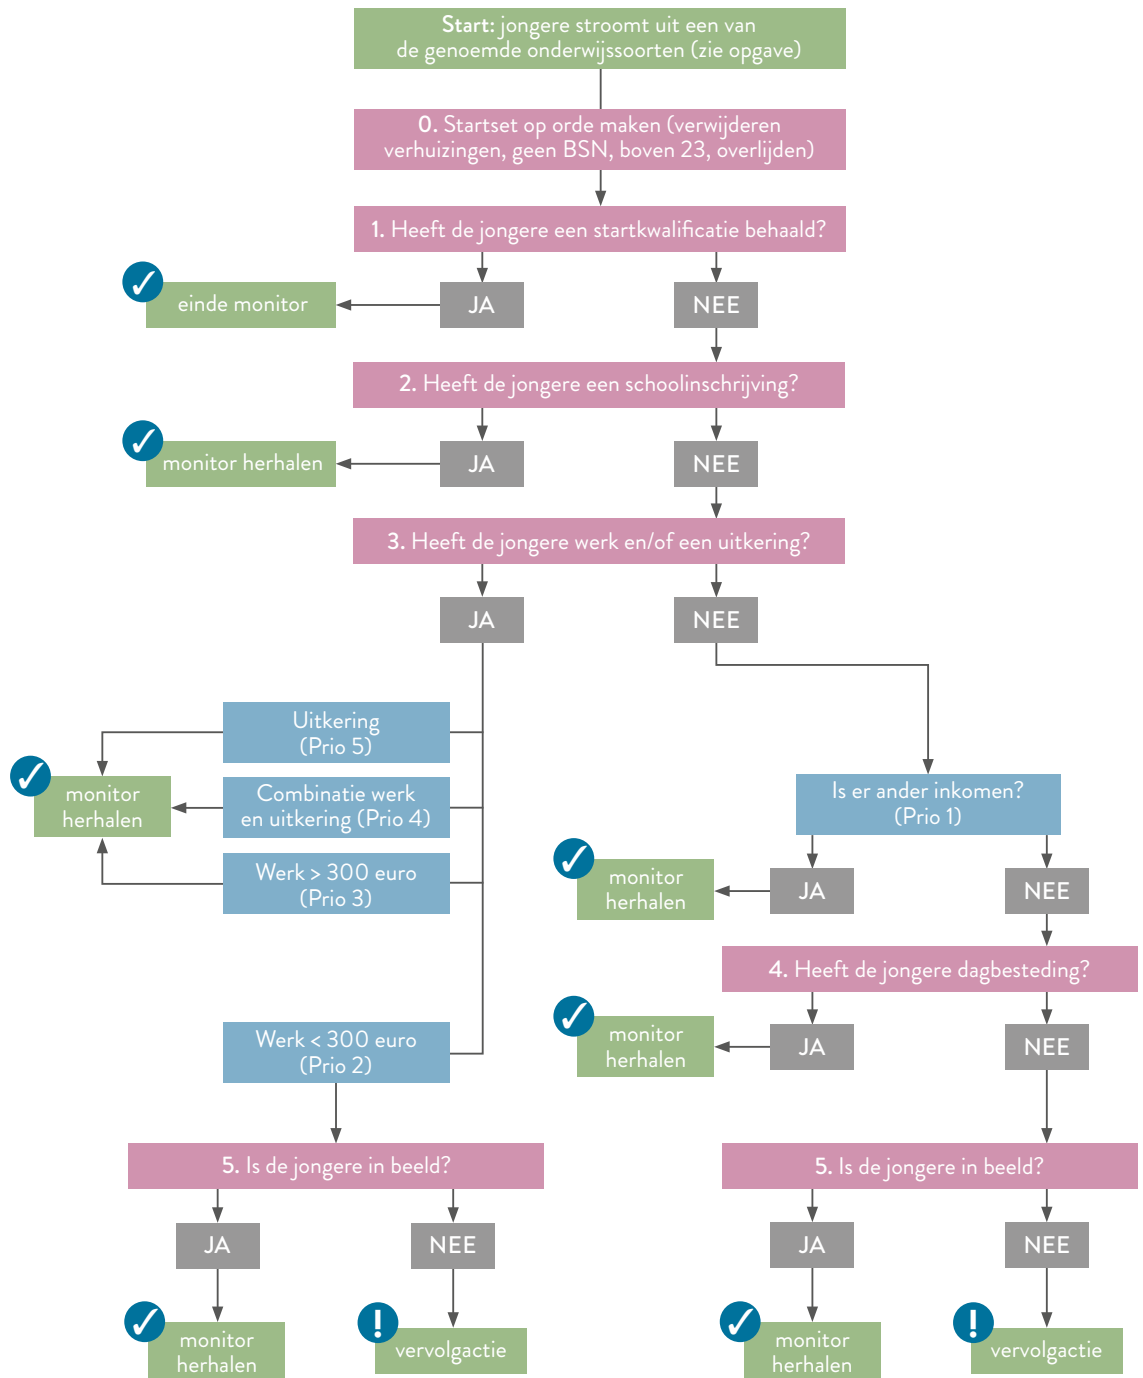 Start: jongere stroomt uit een van
de genoemde onderwijssoorten (zie opgave)
0. Startset op orde maken (verwijderen
verhuizingen, geen BSN, boven 23, overlijden)
1. Heeft de jongere een startkwalificatie behaald?
einde monitor
JA
NEE
2. Heeft de jongere een schoolinschrijving?
monitor herhalen
JA
NEE
3. Heeft de jongere werk en/of een uitkering?
JA
NEE
Uitkering
(Prio 5)
monitor
herhalen
Combinatie werk
en uitkering (Prio 4)
Werk > 300 euro
(Prio 3)
Is er ander inkomen?
(Prio 1)
monitor
herhalen
JA
NEE
4. Heeft de jongere dagbesteding?
monitor
herhalen
JA
NEE
Werk < 300 euro
(Prio 2)
5. Is de jongere in beeld?
JA
NEE
monitor
herhalen
!
vervolgactie
5. Is de jongere in beeld?
JA
NEE
monitor
herhalen
!
vervolgactie